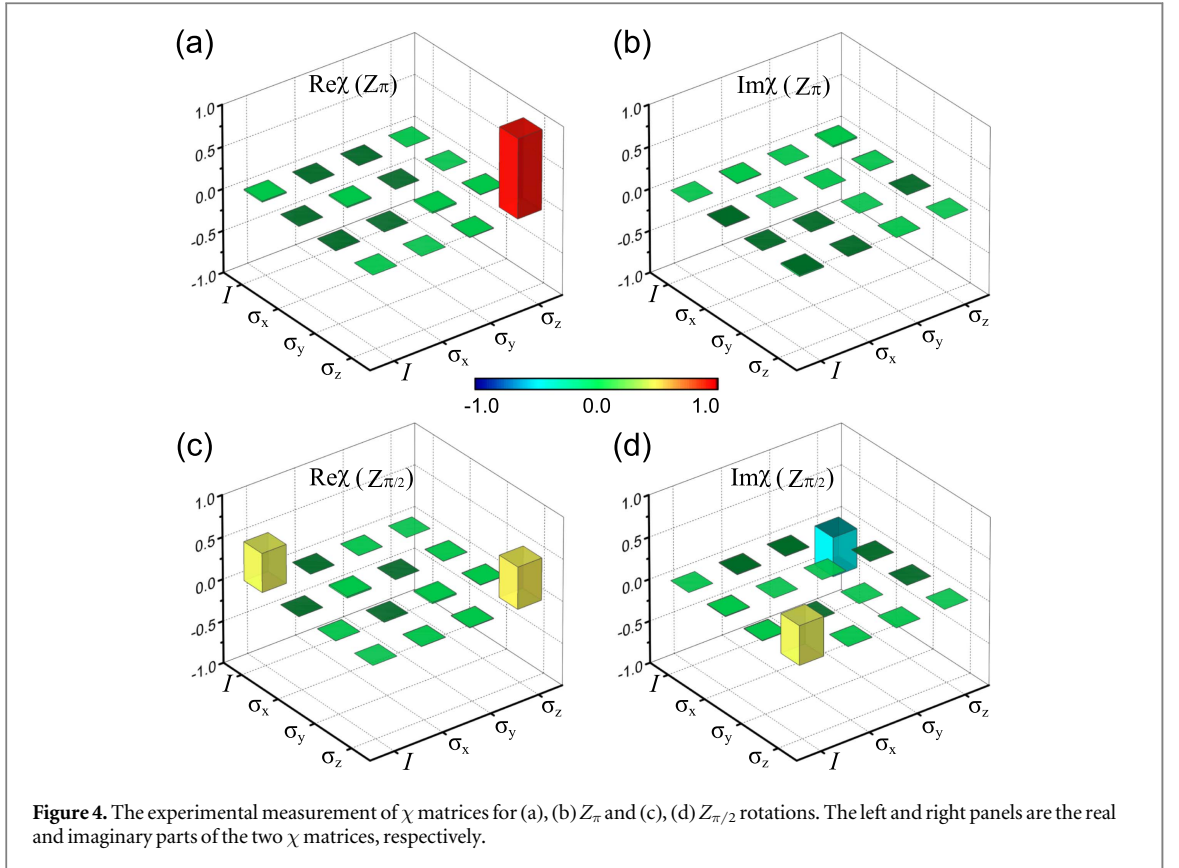 (a)
Reχ (Zπ)
1.0
0.5
0.0
-0.5
-1.0
I
σx
σy
σz
I
σx
σy
σz
(b)
Imχ ( Zπ)
1.0
0.5
0.0
-0.5
-1.0
I
σx
σy
σz
I
σx
σy
σz
-1.0 0.0 1.0
(c)
Reχ ( Zπ/2)
1.0
0.5
0.0
-0.5
-1.0
I
σx
σy
σz
I
σx
σy
σz
(d)
Imχ ( Zπ/2)
1.0
0.5
0.0
-0.5
-1.0
I
σx
σy
σz
I
σx
σy
σz
Figure 4. The experimental measurement of χ matrices for (a), (b) Zπ and (c), (d) Zπ/2 rotations. The left and right panels are the real
and imaginary parts of the two χ matrices, respectively.